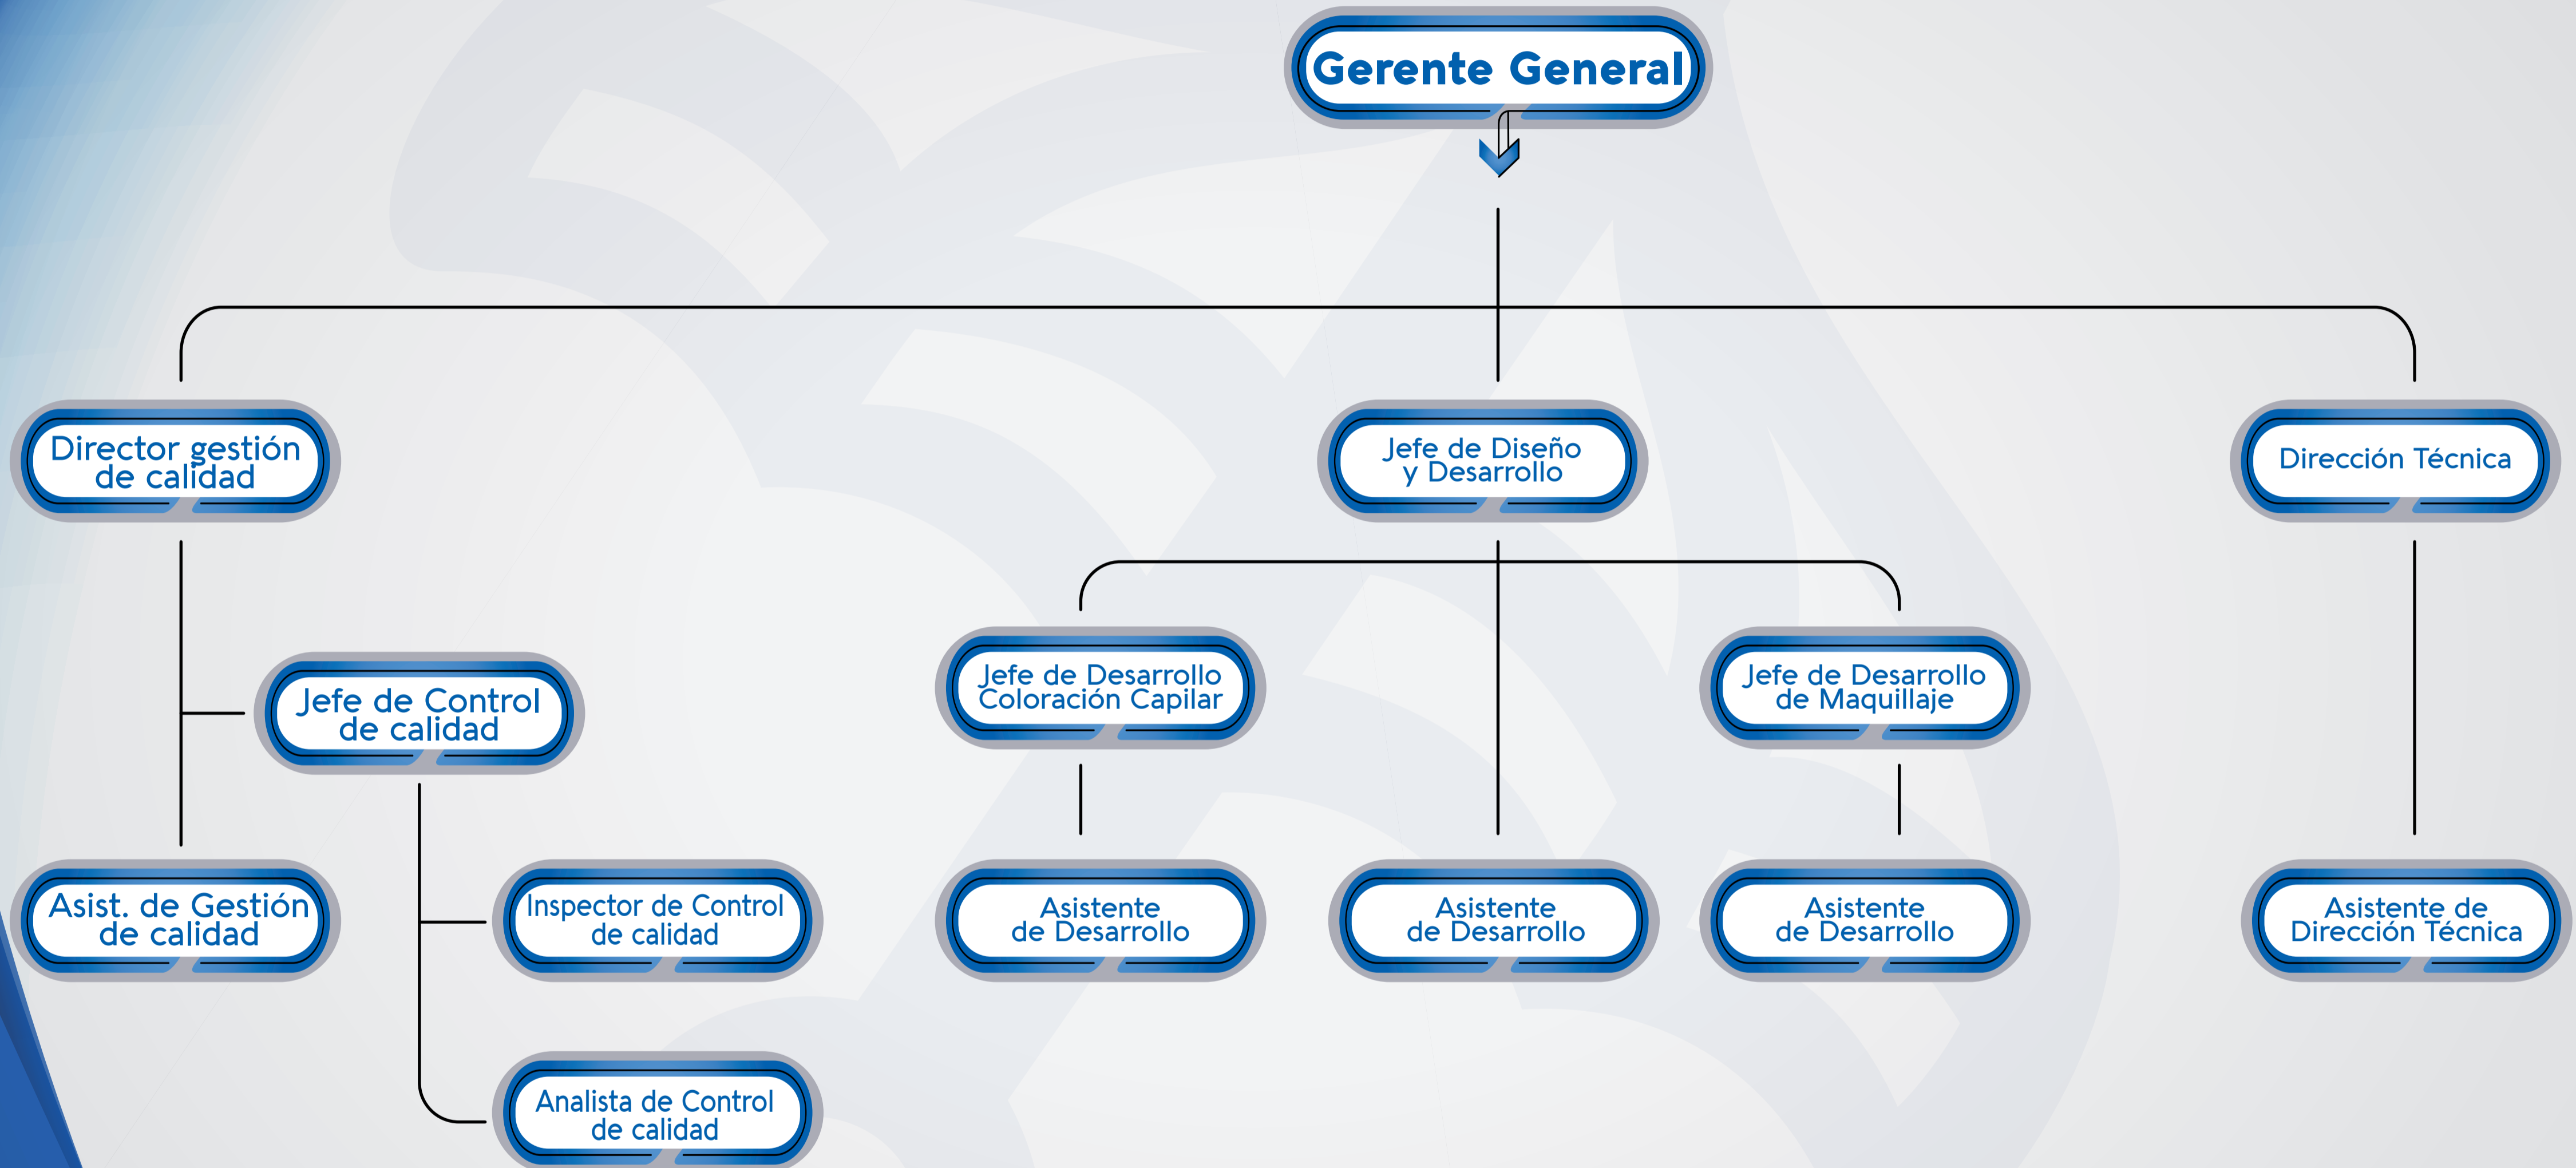 Gerente General
Director gestión
de calidad
Jefe de Diseño
y Desarrollo
Dirección Técnica
Jefe de Control
de calidad
Jefe de Desarrollo
Coloración Capilar
Jefe de Desarrollo
de Maquillaje
Asist. de Gestión
de calidad
Inspector de Control
de calidad
Asistente
de Desarrollo
Asistente
de Desarrollo
Asistente
de Desarrollo
Asistente de
Dirección Técnica
Analista de Control
de calidad